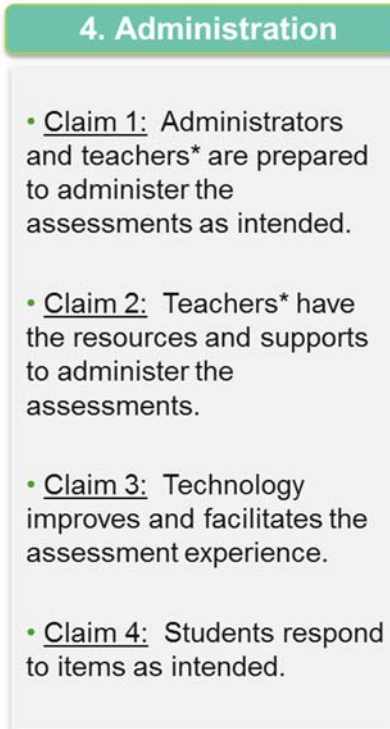 4. Administration
• Claim 1: Administrators
and teachers* are prepared
to administer the
assessments as intended.
• Claim 2: Teachers* have
the resources and supports
to administer the
assessments.
• Claim 3: Technology
improves and facilitates the
assessment experience.
• Claim 4: Students respond
to items as intended.